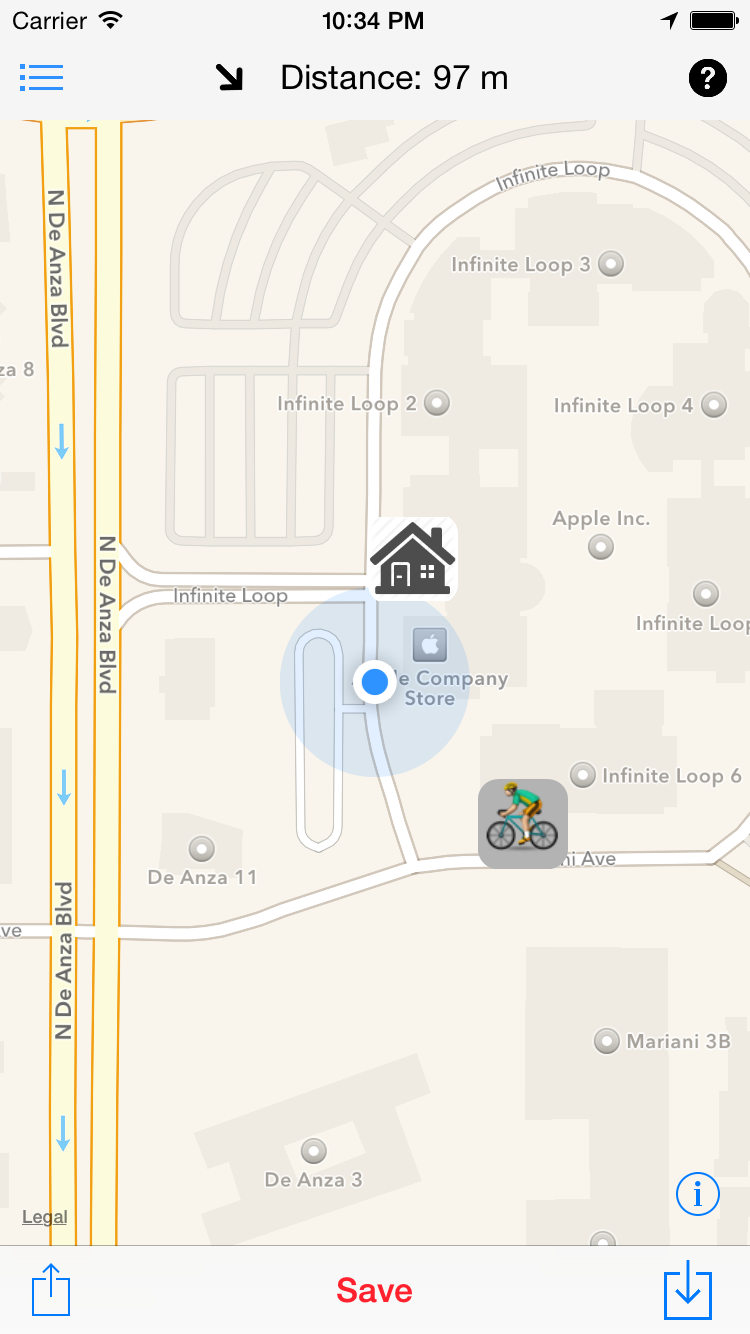 Carrier
10:34 PM
Distance: 97 m
?
Infinite Loop
N De Anza Blvd
Infinite Loop 3
za 8
Infinite Loop 2
Infinite Loop 4
Apple Inc.
N De Anza Blvd
Infinite Loop
Infinite Loop
e Company
Store
Infinite Loop 6
ni Ave
De Anza 11
N De Anza Blvd
ve
Mariani 3B
De Anza 3
i
Legal
Save